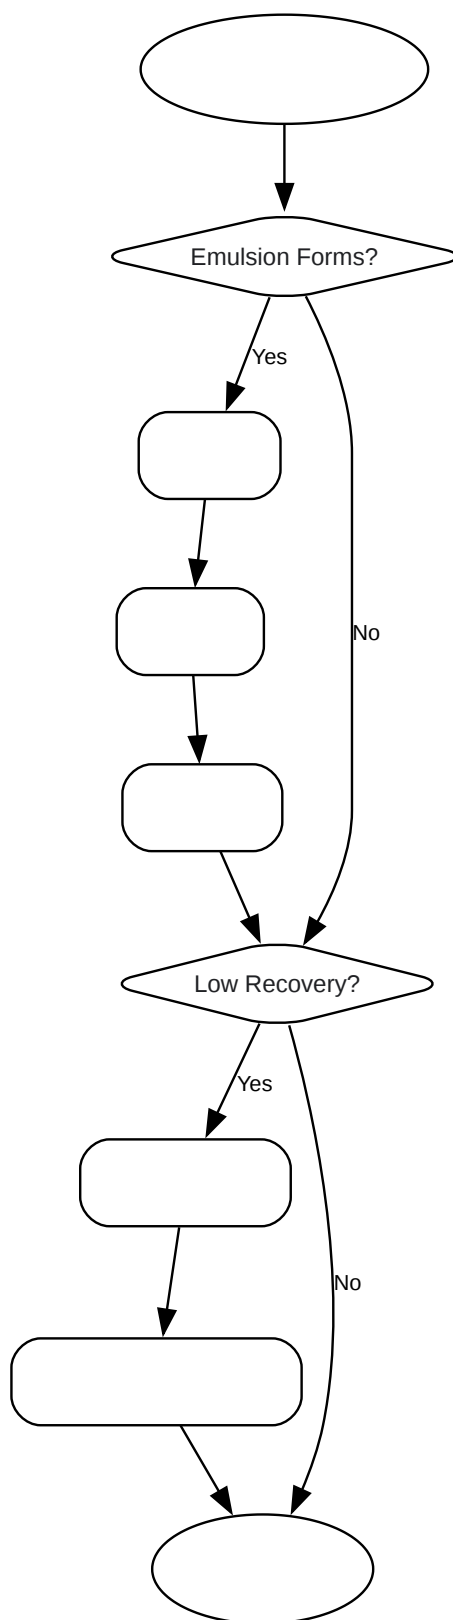 Emulsion Forms?
Yes
No
Low Recovery?
Yes
No